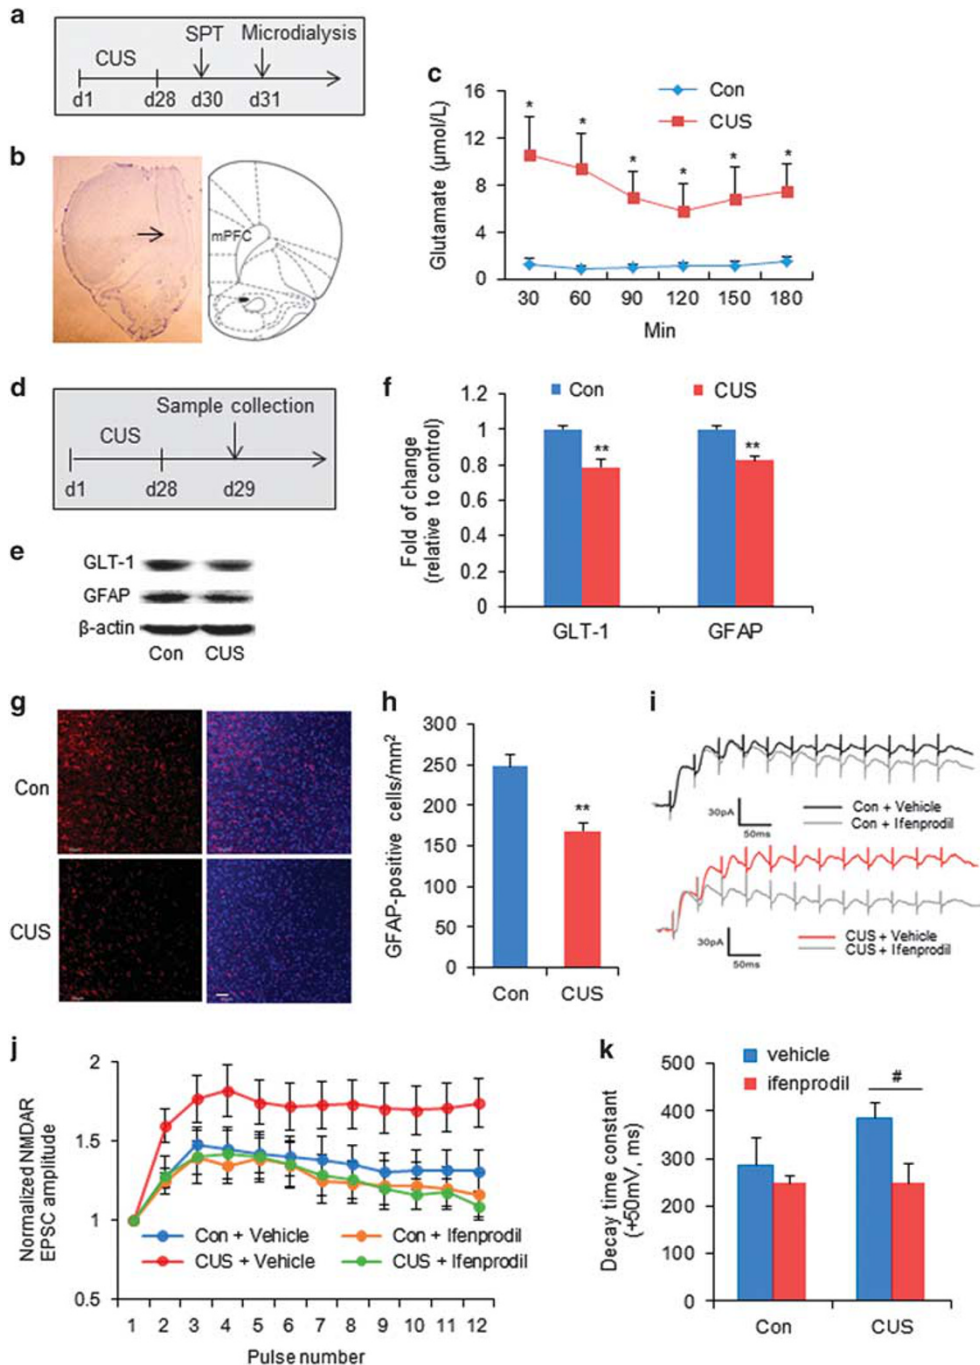 a
SPT Microdialysis
CUS
d1 d28 d30 d31
b
mPFC
c
Con
CUS
Glutamate (µmol/L)
16
12
8
4
0
* * * * * *
30 60 90 120 150 180
Min
d
Sample collection
CUS
d1 d28 d29
e
GLT-1
GFAP
β-actin
Con CUS
f
Con CUS
Fold of change
(relative to control)
1.2
1
0.8
0.6
0.4
0.2
0
** **
GLT-1 GFAP
g
Con
CUS
h
GFAP-positive cells/mm²
300
250
200
150
100
50
0
**
Con CUS
i
30pA
50ms
Con + Vehicle
Con + Ifenprodil
30pA
50ms
CUS + Vehicle
CUS + Ifenprodil
j
Normalized NMDAR
EPSC amplitude
2
1.5
1
0.5
Con + Vehicle Con + Ifenprodil
CUS + Vehicle CUS + Ifenprodil
1 2 3 4 5 6 7 8 9 10 11 12
Pulse number
k
vehicle
ifenprodil
#
Decay time constant
(+50mV, ms)
500
400
300
200
100
0
Con CUS